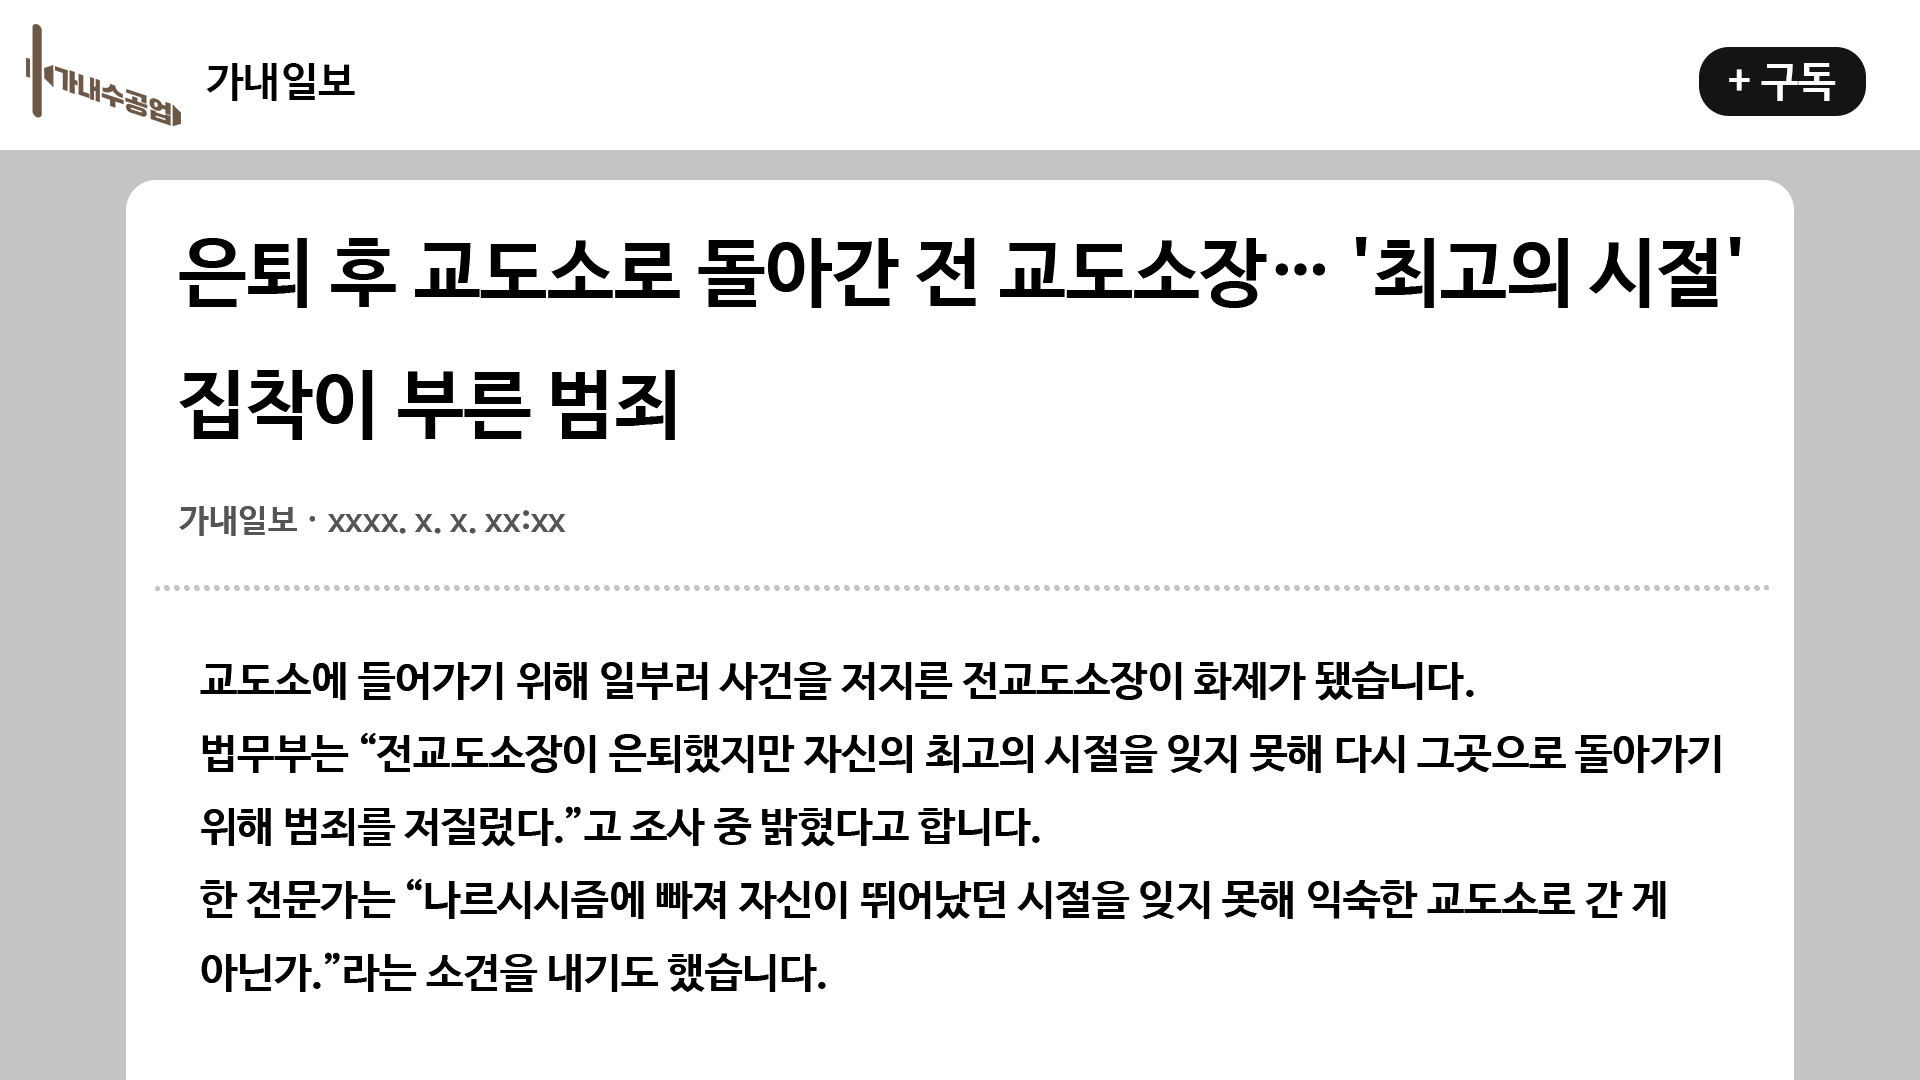 가내수공업
가내일보
+ 구독
은퇴 후 교도소로 돌아간 전 교도소장… '최고의 시절'
집착이 부른 범죄
가내일보 · xxxx. x. x. xx:xx
교도소에 들어가기 위해 일부러 사건을 저지른 전교도소장이 화제가 됐습니다.
법무부는 “전교도소장이 은퇴했지만 자신의 최고의 시절을 잊지 못해 다시 그곳으로 돌아가기
위해 범죄를 저질렀다.”고 조사 중 밝혔다고 합니다.
한 전문가는 “나르시시즘에 빠져 자신이 뛰어났던 시절을 잊지 못해 익숙한 교도소로 간 게
아닌가.”라는 소견을 내기도 했습니다.